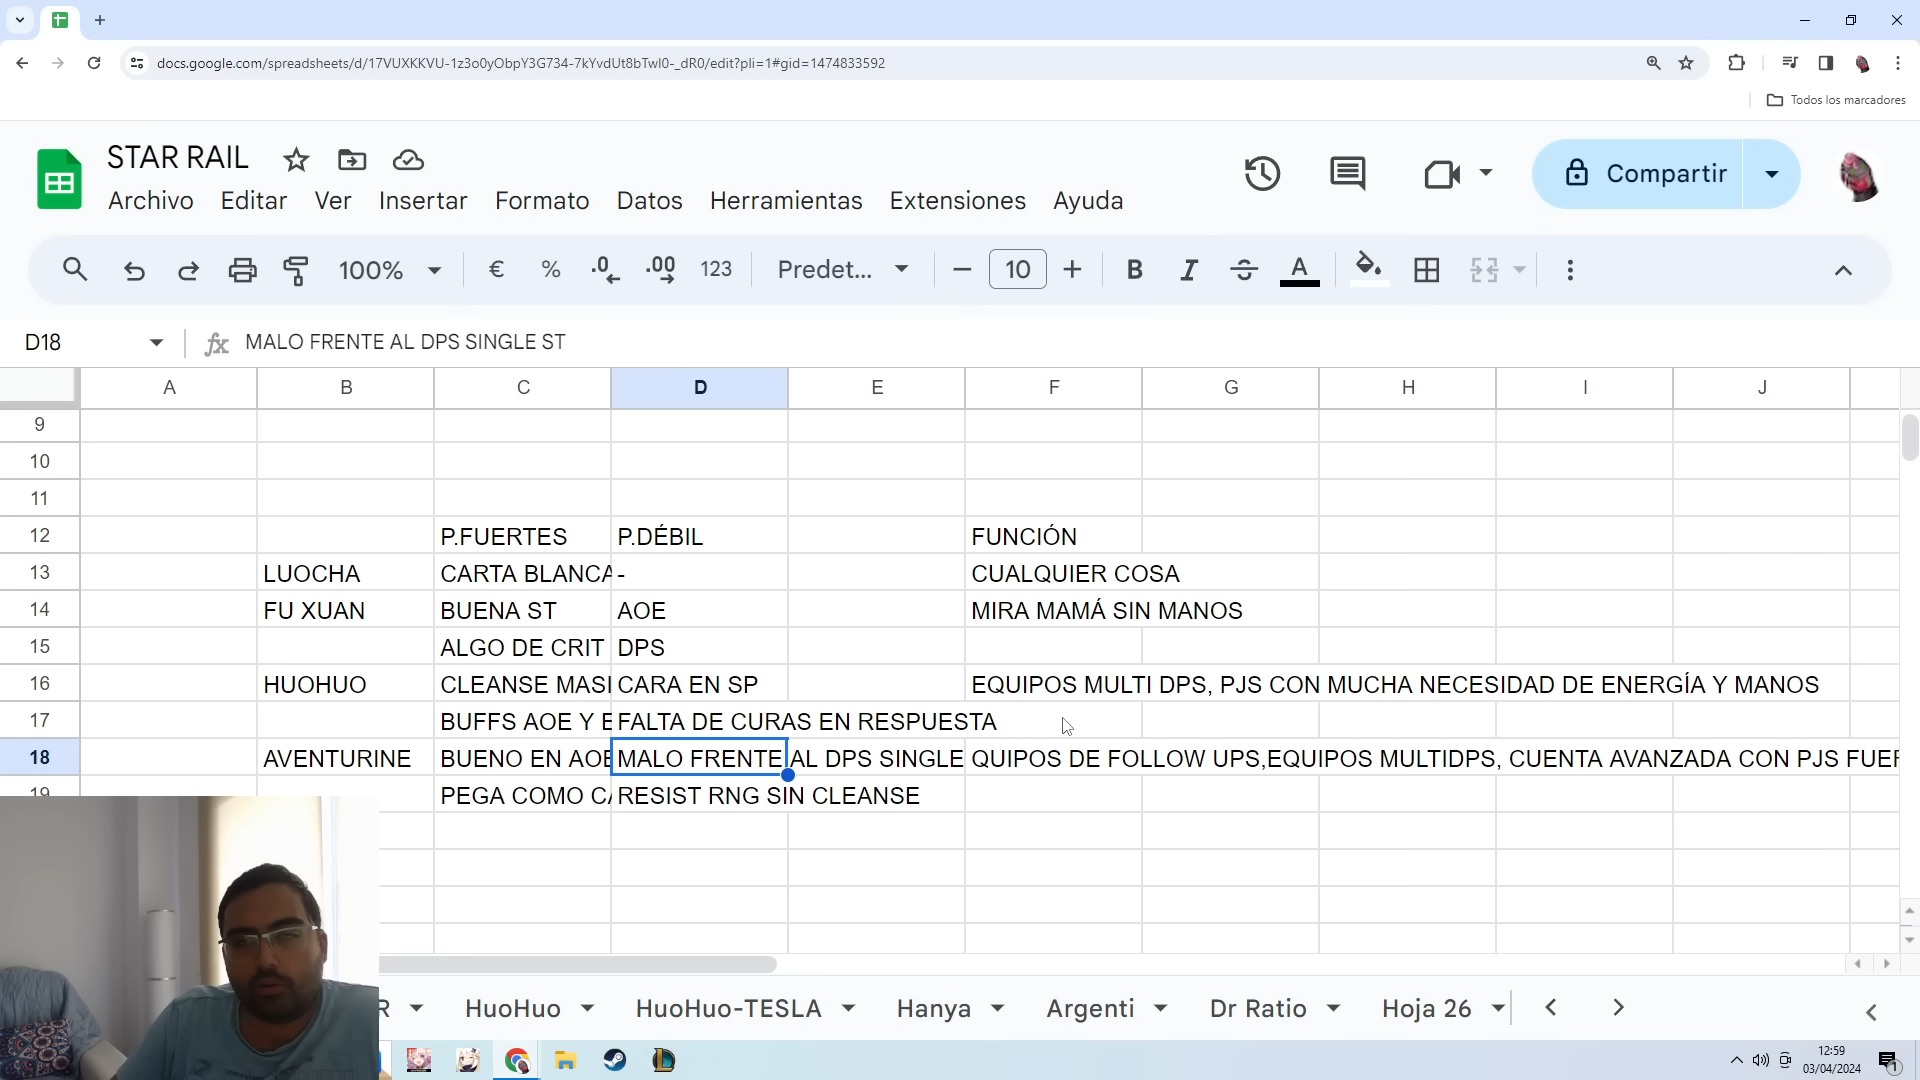 docs.google.com/spreadsheets/d/17VUXKKVU-1z3o0yObpY3G734-7kYvdUt8bTwI0-_dR0/edit?pli=1#gid=1474833592
Todos los marcadores
STAR RAIL
Archivo Editar Ver Insertar Formato Datos Herramientas Extensiones Ayuda
Compartir
100% € % .0 .00 123 Predet... 10 B I S A
D18 fx MALO FRENTE AL DPS SINGLE ST
A B C D E F G H I J
9
10
11
12 P.FUERTES P.DÉBIL FUNCIÓN
13 LUOCHA CARTA BLANCA - CUALQUIER COSA
14 FU XUAN BUENA ST AOE MIRA MAMÁ SIN MANOS
15 ALGO DE CRIT DPS
16 HUOHUO CLEANSE MASI CARA EN SP EQUIPOS MULTI DPS, PJS CON MUCHA NECESIDAD DE ENERGÍA Y MANOS
17 BUFFS AOE Y E FALTA DE CURAS EN RESPUESTA
18 AVENTURINE BUENO EN AOE MALO FRENTE AL DPS SINGLE QUIPOS DE FOLLOW UPS,EQUIPOS MULTIDPS, CUENTA AVANZADA CON PJS FUER
19 PEGA COMO CA RESIST RNG SIN CLEANSE
R HuoHuo HuoHuo-TESLA Hanya Argenti Dr Ratio Hoja 26
12:59
03/04/2024
1